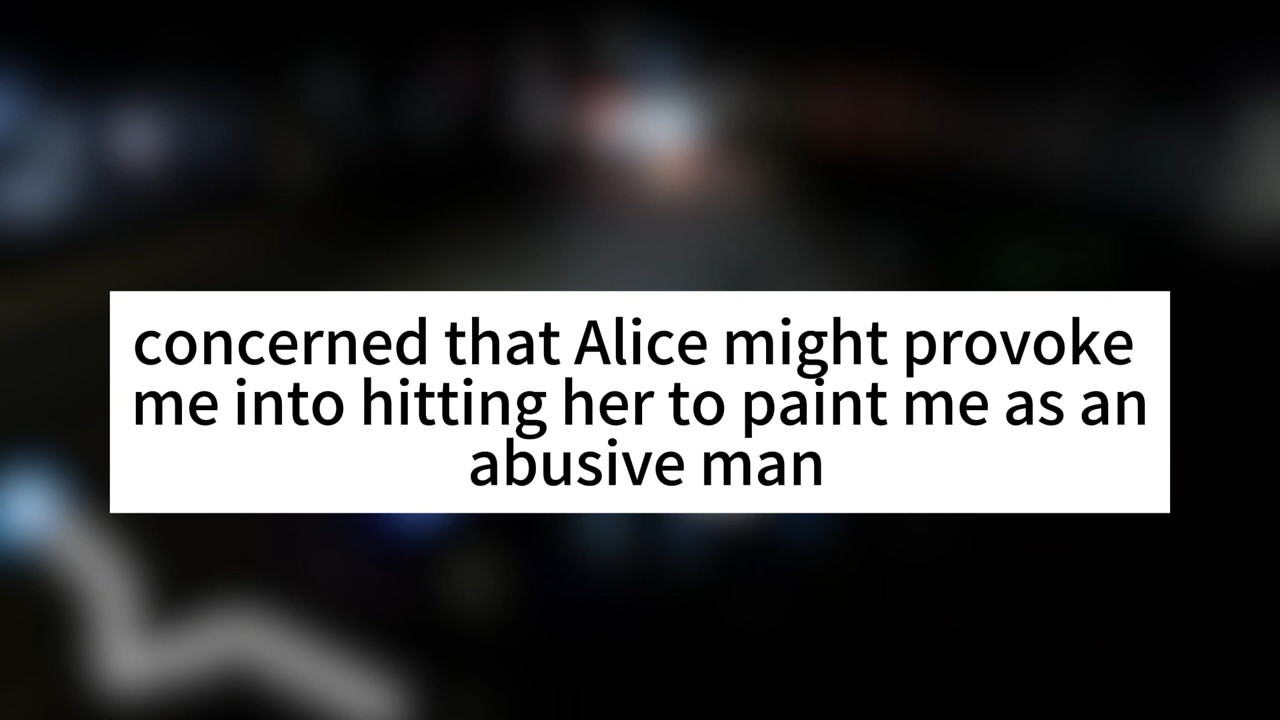 concerned that Alice might provoke
me into hitting her to paint me as an
abusive man